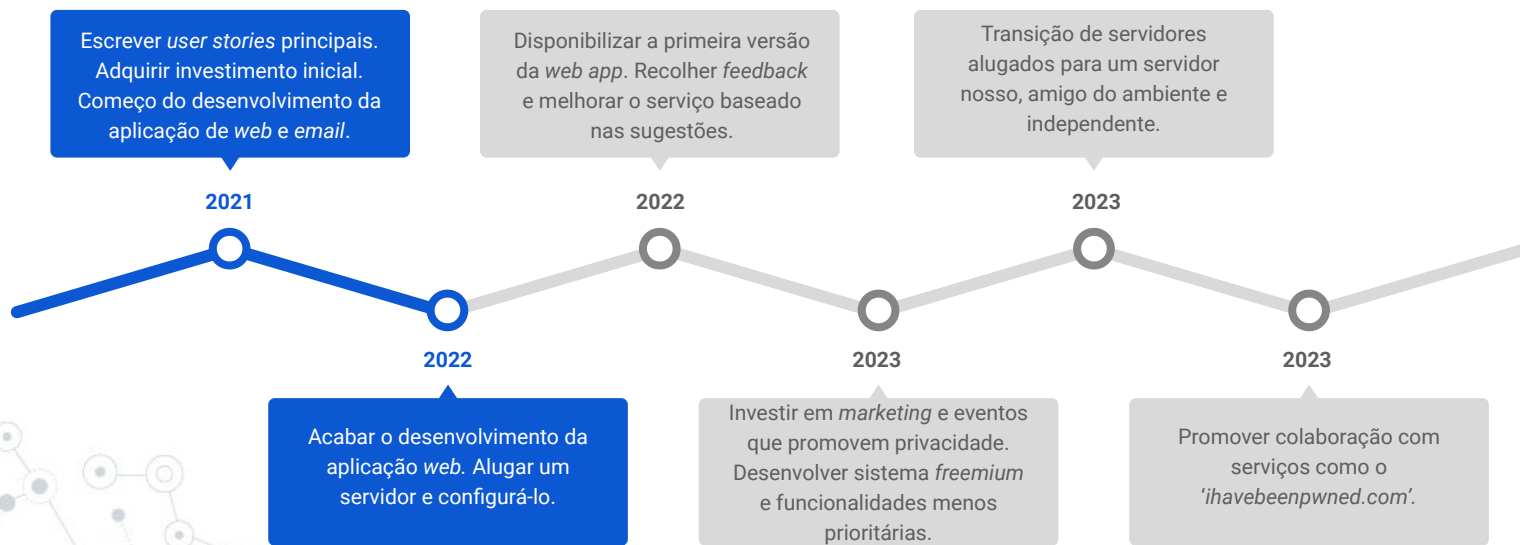 Escrever user stories principais.
Adquirir investimento inicial.
Começo do desenvolvimento da
aplicação de web e email.
2021
2022
Acabar o desenvolvimento da
aplicação web. Alugar um
servidor e configurá-lo.
Disponibilizar a primeira versão
da web app. Recolher feedback
e melhorar o serviço baseado
nas sugestões.
2022
2023
Investir em marketing e eventos
que promovem privacidade.
Desenvolver sistema freemium
e funcionalidades menos
prioritárias.
Transição de servidores
alugados para um servidor
nosso, amigo do ambiente e
independente.
2023
2023
Promover colaboração com
serviços como o
‘ihavebeenpwned.com’.